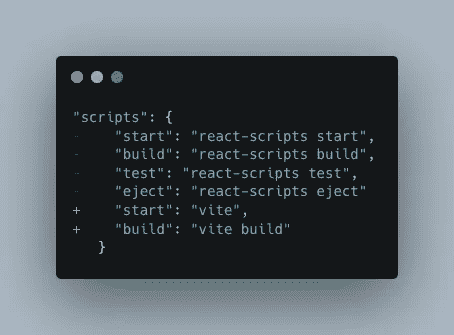 "scripts": {
-    "start": "react-scripts start",
-    "build": "react-scripts build",
-    "test": "react-scripts test",
-    "eject": "react-scripts eject"
+    "start": "vite",
+    "build": "vite build"
   }